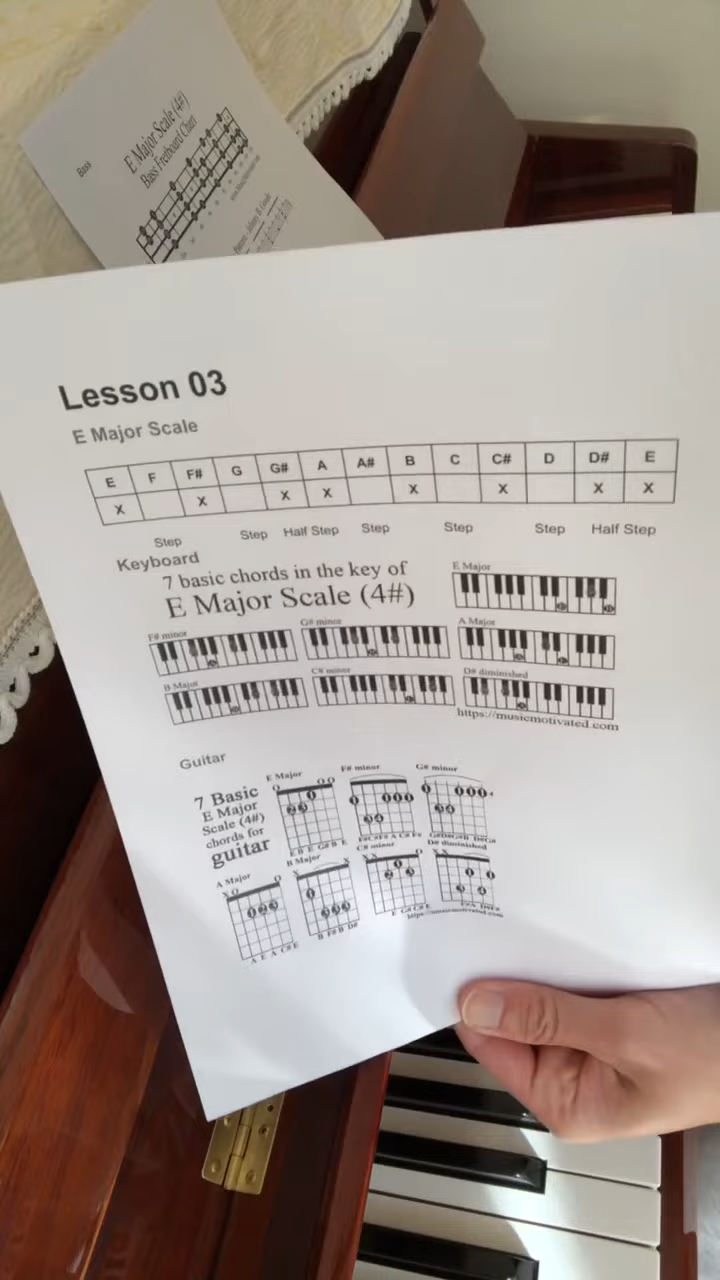 Bass
E Major Scale (4#)
Bass Fretboard Chart
Lesson 03
E Major Scale
E F F# G G# A A# B C C# D D# E
X X X X X X X X
Step Step Half Step Step Step Step Half Step
Keyboard
7 basic chords in the key of
E Major Scale (4#)
E Major
F# minor
G# minor
A Major
B Major
C# minor
D# diminished
https://musicmotivated.com
Guitar
7 Basic
E Major
Scale (4#)
chords for
guitar
E Major
F# minor
G# minor
E B E G# B E
F# C# F# A C# F#
A Major
B Major
C# minor
D# diminished
A E A C# E
B F# B D#
E G# C# E
https://musicmotivated.com